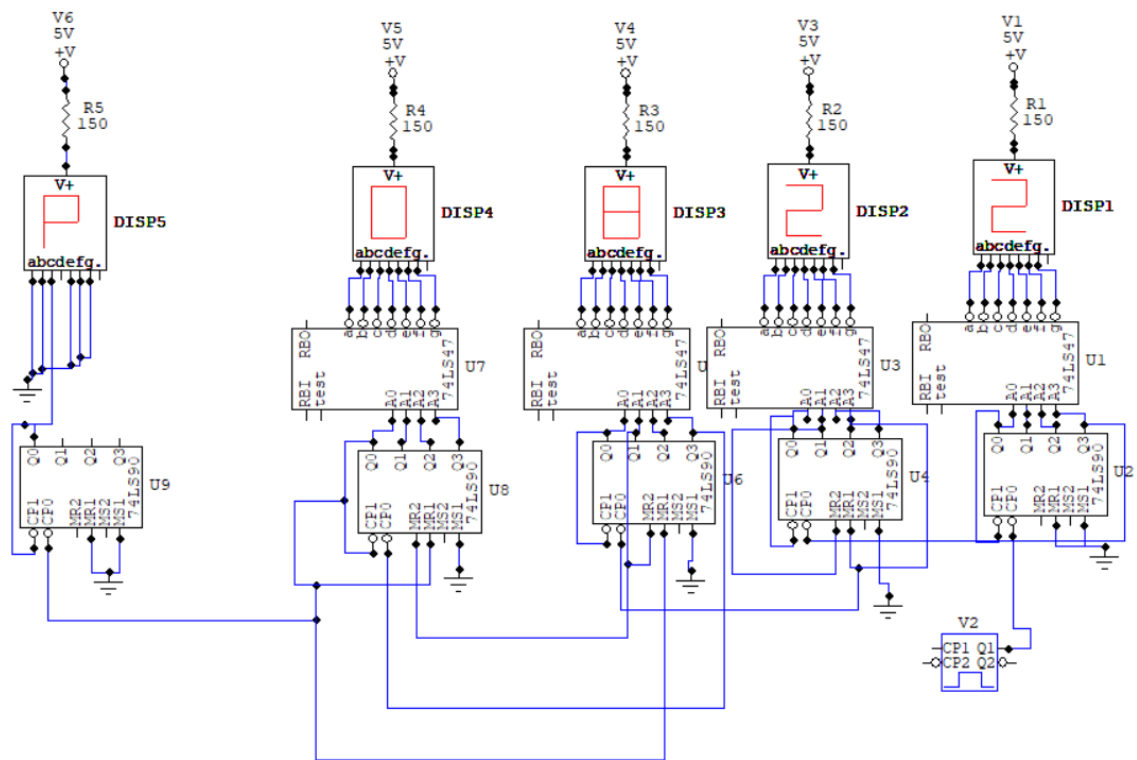 V6
5V
+V
V5
5V
+V
V4
5V
+V
V3
5V
+V
V1
5V
+V
R5
150
R4
150
R3
150
R2
150
R1
150
V+
DISP5
abcdefg.
V+
DISP4
abcdefg.
V+
DISP3
abcdefg.
V+
DISP2
abcdefg.
V+
DISP1
abcdefg.
P
0
8
2
2
a b c d e f g
RBO
RBI
test
A0 A1 A2 A3
74LS47
U7
a b c d e f g
RBO
RBI
test
A0 A1 A2 A3
74LS47
U
a b c d e f g
RBO
RBI
test
A0 A1 A2 A3
74LS47
U3
a b c d e f g
RBO
RBI
test
A0 A1 A2 A3
74LS47
U1
Q0 Q1 Q2 Q3
CP1 CP0 MR2 MR1 MS2 MS1
74LS90
U9
Q0 Q1 Q2 Q3
CP1 CP0 MR2 MR1 MS2 MS1
74LS90
U8
Q0 Q1 Q2 Q3
CP1 CP0 MR2 MR1 MS2 MS1
74LS90
U6
Q0 Q1 Q2 Q3
CP1 CP0 MR2 MR1 MS2 MS1
74LS90
U4
Q0 Q1 Q2 Q3
CP1 CP0 MR2 MR1 MS2 MS1
74LS90
U2
V2
CP1 Q1
CP2 Q2